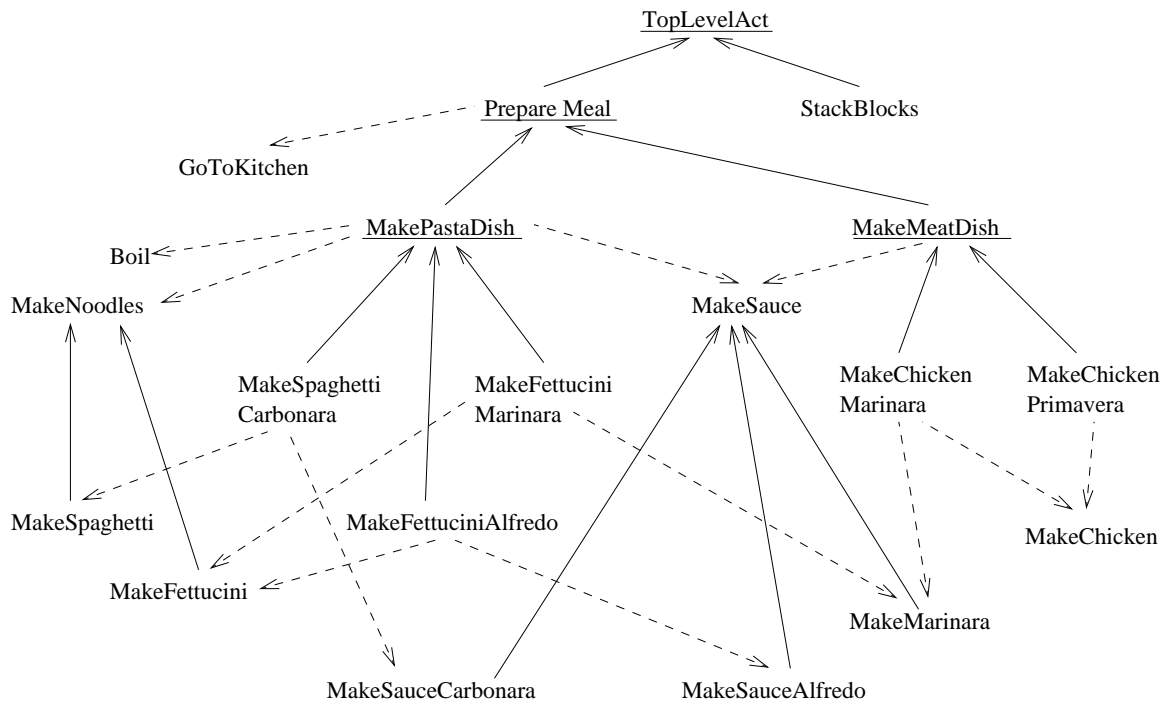 TopLevelAct
Prepare Meal
StackBlocks
GoToKitchen
MakePastaDish
MakeMeatDish
Boil
MakeNoodles
MakeSauce
MakeSpaghetti
Carbonara
MakeFettucini
Marinara
MakeChicken
Marinara
MakeChicken
Primavera
MakeSpaghetti
MakeFettuciniAlfredo
MakeChicken
MakeFettucini
MakeMarinara
MakeSauceCarbonara
MakeSauceAlfredo